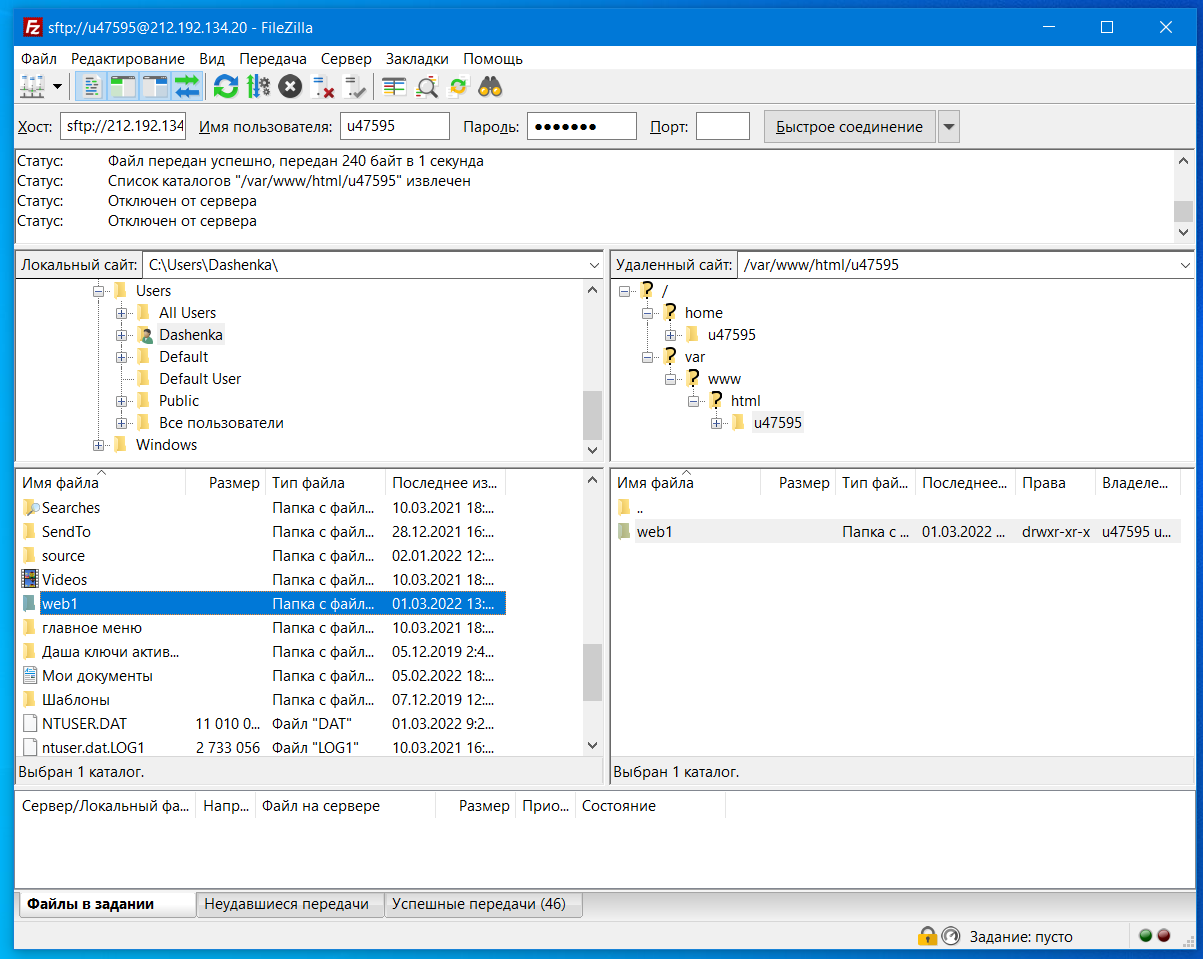 sftp://u47595@212.192.134.20 - FileZilla
Файл Редактирование Вид Передача Сервер Закладки Помощь
Хост: sftp://212.192.134 Имя пользователя: u47595 Пароль: ●●●●●●● Порт: Быстрое соединение
Статус: Файл передан успешно, передан 240 байт в 1 секунда
Статус: Список каталогов "/var/www/html/u47595" извлечен
Статус: Отключен от сервера
Статус: Отключен от сервера
Локальный сайт: C:\Users\Dashenka\
Users
All Users
Dashenka
Default
Default User
Public
Все пользователи
Windows
Удаленный сайт: /var/www/html/u47595
/
home
u47595
var
www
html
u47595
Имя файла Размер Тип файла Последнее из...
Searches Папка с файл... 10.03.2021 18:...
SendTo Папка с файл... 28.12.2021 16:...
source Папка с файл... 02.01.2022 12:...
Videos Папка с файл... 10.03.2021 18:...
web1 Папка с файл... 01.03.2022 13:...
главное меню Папка с файл... 10.03.2021 18:...
Даша ключи актив... Папка с файл... 05.12.2019 2:4...
Мои документы Папка с файл... 05.02.2022 18:...
Шаблоны Папка с файл... 07.12.2019 12:...
NTUSER.DAT 11 010 0... Файл "DAT" 01.03.2022 9:2...
ntuser.dat.LOG1 2 733 056 Файл "LOG1" 10.03.2021 16:...
Выбран 1 каталог.
Имя файла Размер Тип фай... Последнее... Права Владеле...
..
web1 Папка с ... 01.03.2022 ... drwxr-xr-x u47595 u...
Выбран 1 каталог.
Сервер/Локальный фа... Напр... Файл на сервере Размер Прио... Состояние
Файлы в задании Неудавшиеся передачи Успешные передачи (46)
Задание: пусто